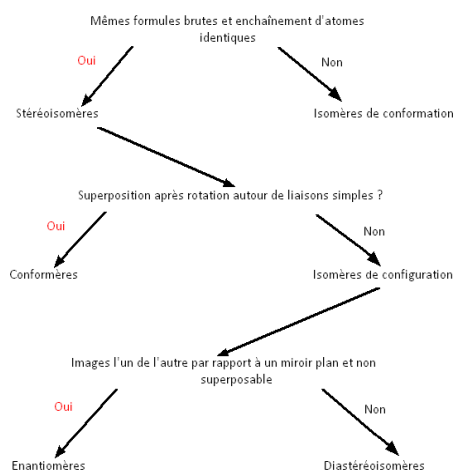 Mêmes formules brutes et enchaînement d'atomes
identiques
Oui
Non
Stéréoisomères
Isomères de conformation
Superposition après rotation autour de liaisons simples ?
Oui
Non
Conformères
Isomères de configuration
Images l'un de l'autre par rapport à un miroir plan et non
superposable
Oui
Non
Enantiomères
Diastéréoisomères